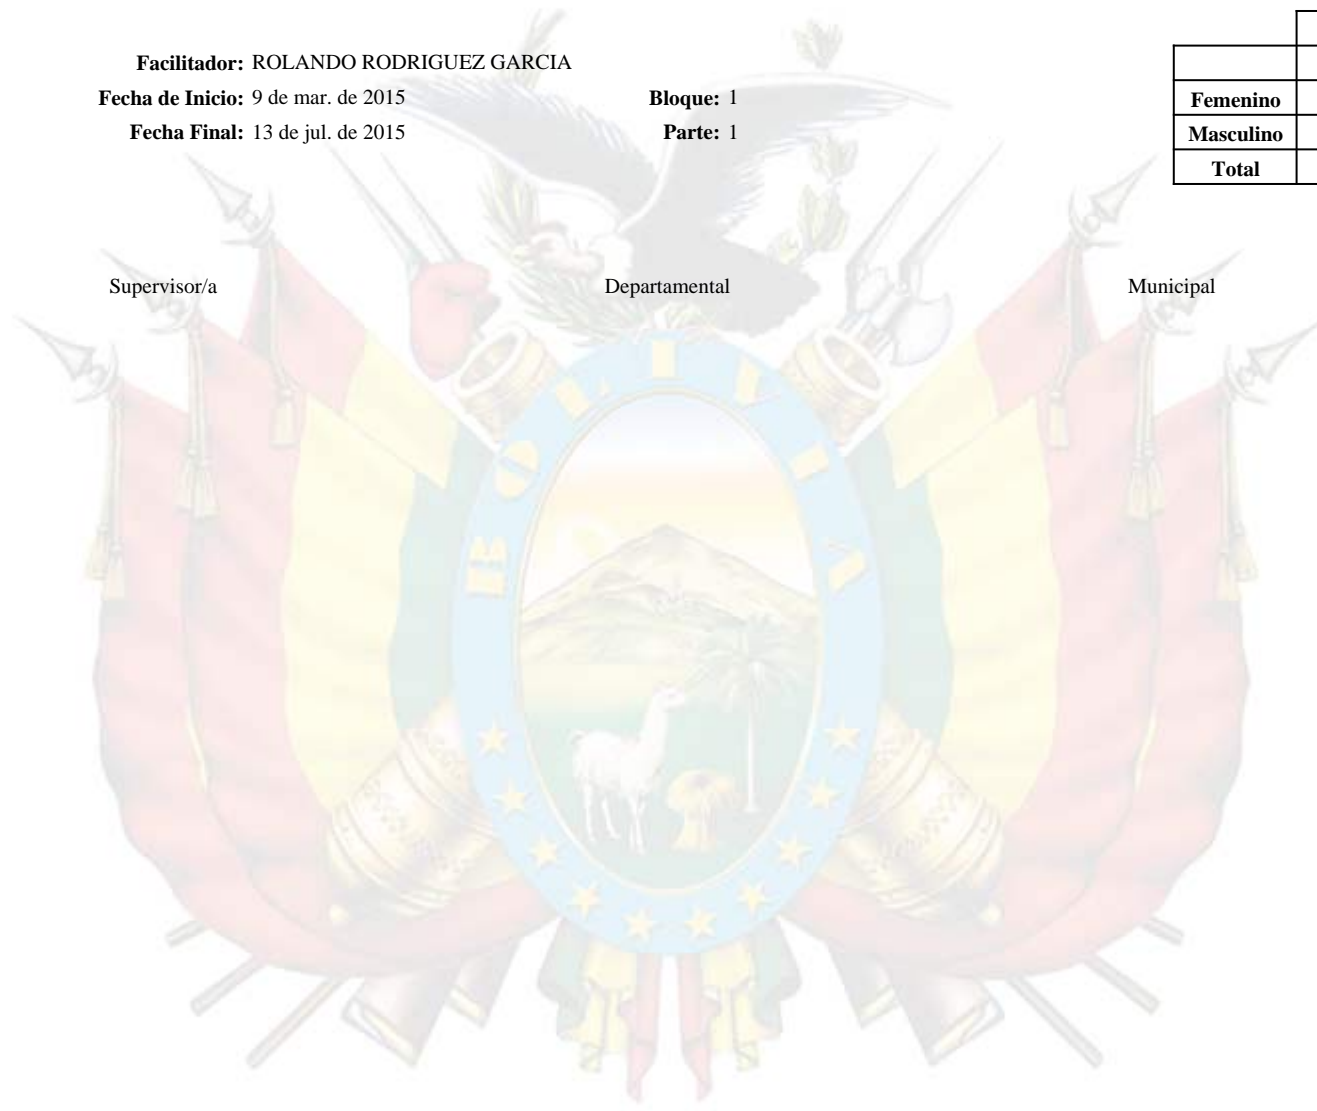 Facilitador: ROLANDO RODRIGUEZ GARCIA
Fecha de Inicio: 9 de mar. de 2015 Bloque: 1
Fecha Final: 13 de jul. de 2015 Parte: 1
Femenino
Masculino
Total
Supervisor/a Departamental Municipal
BOLIVIA